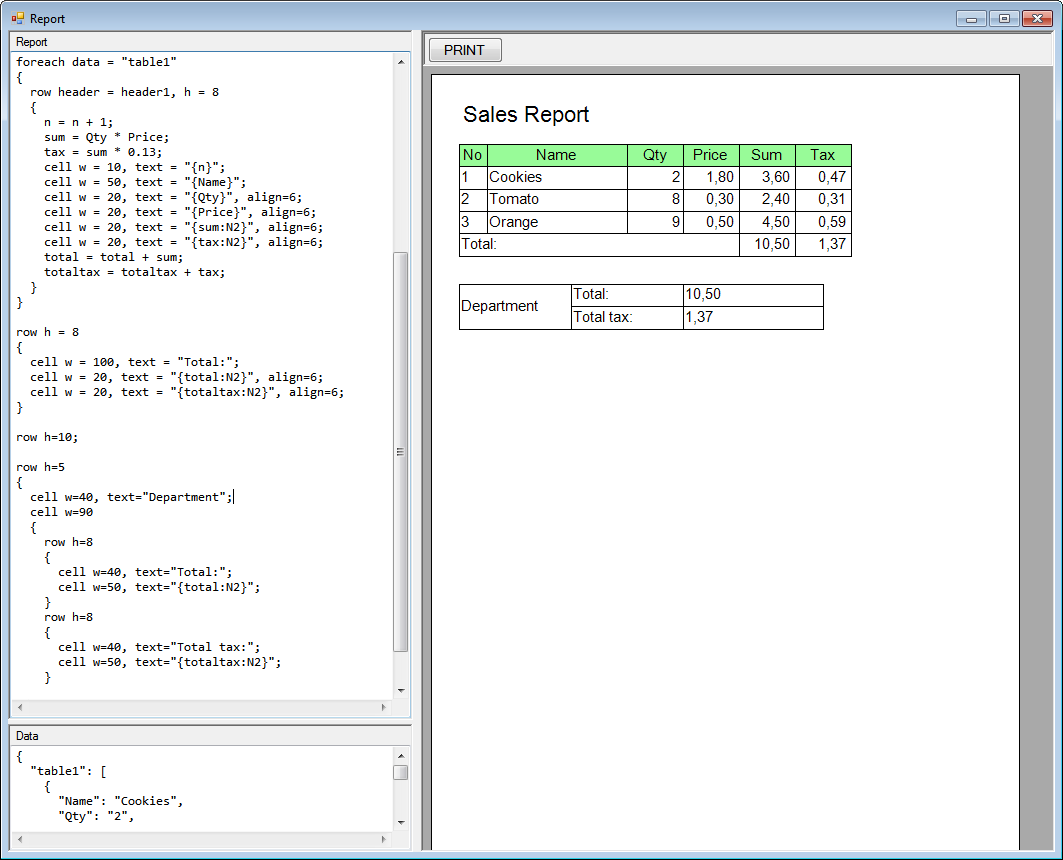 Report
Report
foreach data = "table1"
{
row header = header1, h = 8
{
n = n + 1;
sum = Qty * Price;
tax = sum * 0.13;
cell w = 10, text = "{n}";
cell w = 50, text = "{Name}";
cell w = 20, text = "{Qty}", align=6;
cell w = 20, text = "{Price}", align=6;
cell w = 20, text = "{sum:N2}", align=6;
cell w = 20, text = "{tax:N2}", align=6;
total = total + sum;
totaltax = totaltax + tax;
}
}
row h = 8
{
cell w = 100, text = "Total:";
cell w = 20, text = "{total:N2}", align=6;
cell w = 20, text = "{totaltax:N2}", align=6;
}
row h=10;
row h=5
{
cell w=40, text="Department";
cell w=90
{
row h=8
{
cell w=40, text="Total:";
cell w=50, text="{total:N2}";
}
row h=8
{
cell w=40, text="Total tax:";
cell w=50, text="{totaltax:N2}";
}
Data
{
"table1": [
{
"Name": "Cookies",
"Qty": "2",
PRINT
Sales Report
No Name Qty Price Sum Tax
1 Cookies 2 1,80 3,60 0,47
2 Tomato 8 0,30 2,40 0,31
3 Orange 9 0,50 4,50 0,59
Total: 10,50 1,37
Department
Total: 10,50
Total tax: 1,37